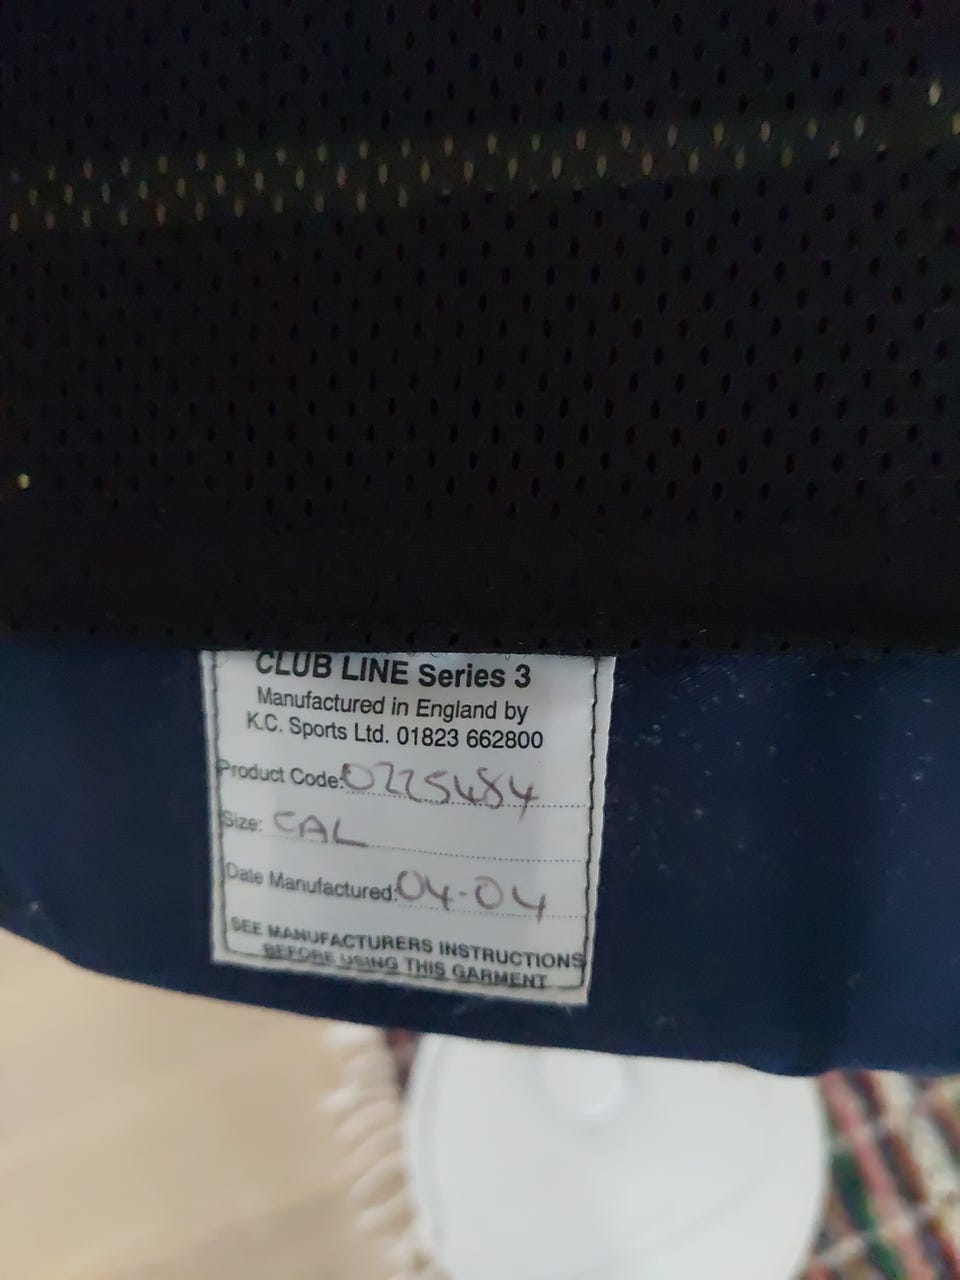 CLUB LINE Series 3
Manufactured in England by
K.C. Sports Ltd. 01823 662800
Product Code: 0225484
Size: CAL
Date Manufactured: 04-04
SEE MANUFACTURERS INSTRUCTIONS
BEFORE USING THIS GARMENT